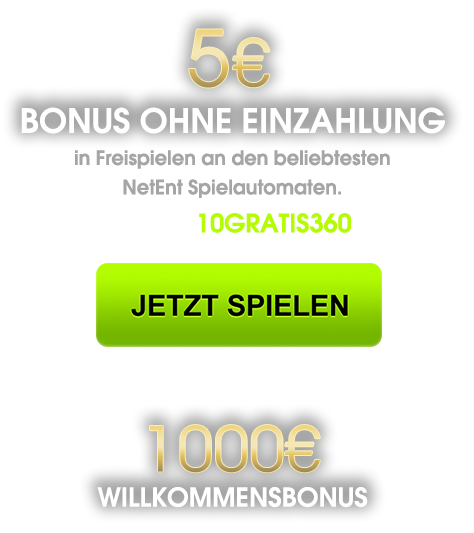 5€
BONUS OHNE EINZAHLUNG
in Freispielen an den beliebtesten
NetEnt Spielautomaten.
10GRATIS360
JETZT SPIELEN
1000€
WILLKOMMENSBONUS